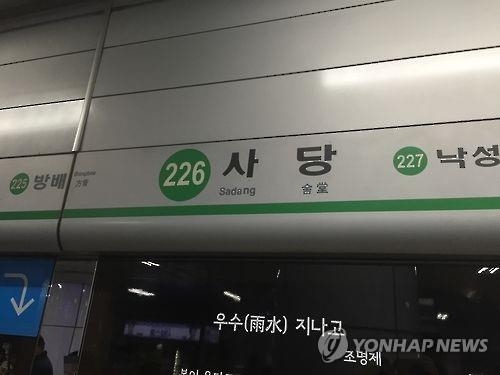 225 방배 Bangbae 方背
226 사당 Sadang 舍堂
227 낙성
우수(雨水) 지나고
조명제
YONHAP NEWS